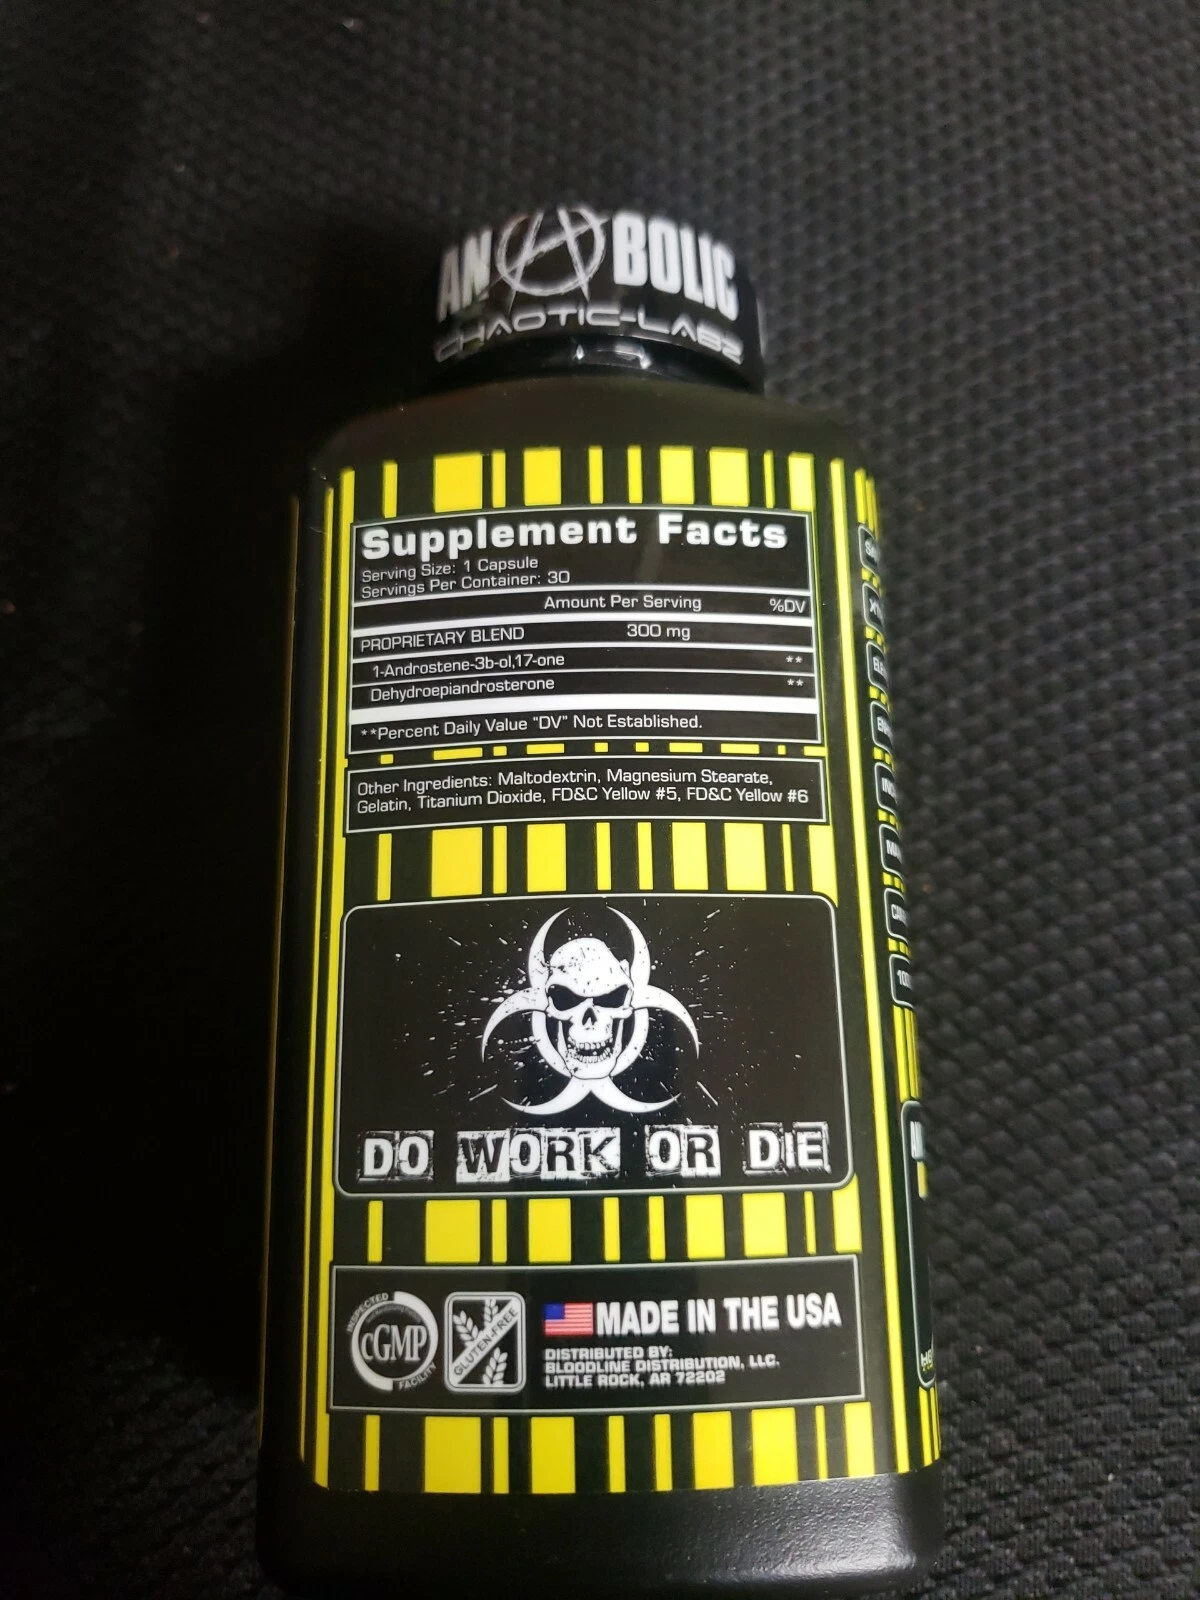 ANABOLIC
CHAOTIC-LABZ
Supplement Facts
Serving Size: 1 Capsule
Servings Per Container: 30
Amount Per Serving %DV
PROPRIETARY BLEND 300 mg
1-Androstene-3b-ol,17-one **
Dehydroepiandrosterone **
**Percent Daily Value "DV" Not Established.
Other Ingredients: Maltodextrin, Magnesium Stearate,
Gelatin, Titanium Dioxide, FD&C Yellow #5, FD&C Yellow #6
DO WORK OR DIE
INSPECTED
cGMP
FACILITY
GLUTEN-FREE
MADE IN THE USA
DISTRIBUTED BY:
BLOODLINE DISTRIBUTION, LLC.
LITTLE ROCK, AR 72202